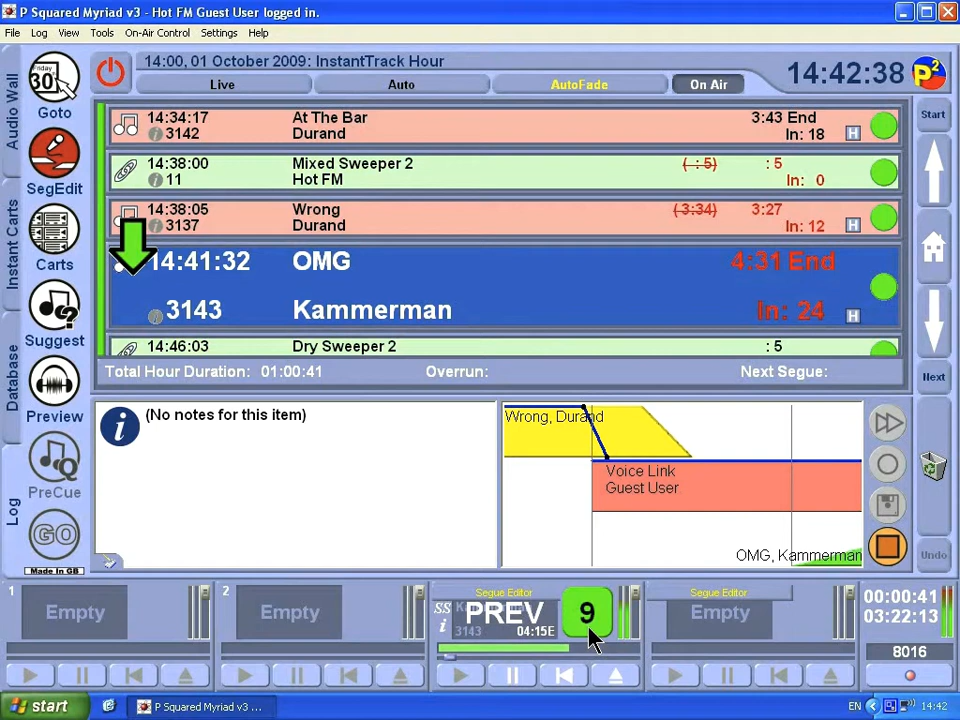 P Squared Myriad v3 - Hot FM Guest User logged in.
File Log View Tools On-Air Control Settings Help
Audio Wall
Instant Carts
Database
Log
Friday
30
Goto
SegEdit
Carts
Suggest
Preview
PreCue
GO
Made In GB
14:00, 01 October 2009: InstantTrack Hour
Live Auto AutoFade On Air
14:42:38
P2
14:34:17 At The Bar 3:43 End
3142 Durand In: 18 H
14:38:00 Mixed Sweeper 2 ( : 5) : 5
11 Hot FM In: 0
14:38:05 Wrong (3:34) 3:27
3137 Durand In: 12 H
14:41:32 OMG 4:31 End
3143 Kammerman In: 24 H
14:46:03 Dry Sweeper 2 : 5
Total Hour Duration: 01:00:41 Overrun: Next Segue:
Start
Next
Undo
(No notes for this item)
Wrong, Durand
Voice Link
Guest User
OMG, Kammerman
1 Empty
2 Empty
Segue Editor
SS
PREV
3143 04:15E
9
Segue Editor
Empty
00:00:41
03:22:13
8016
start P Squared Myriad v3 ... EN 14:42